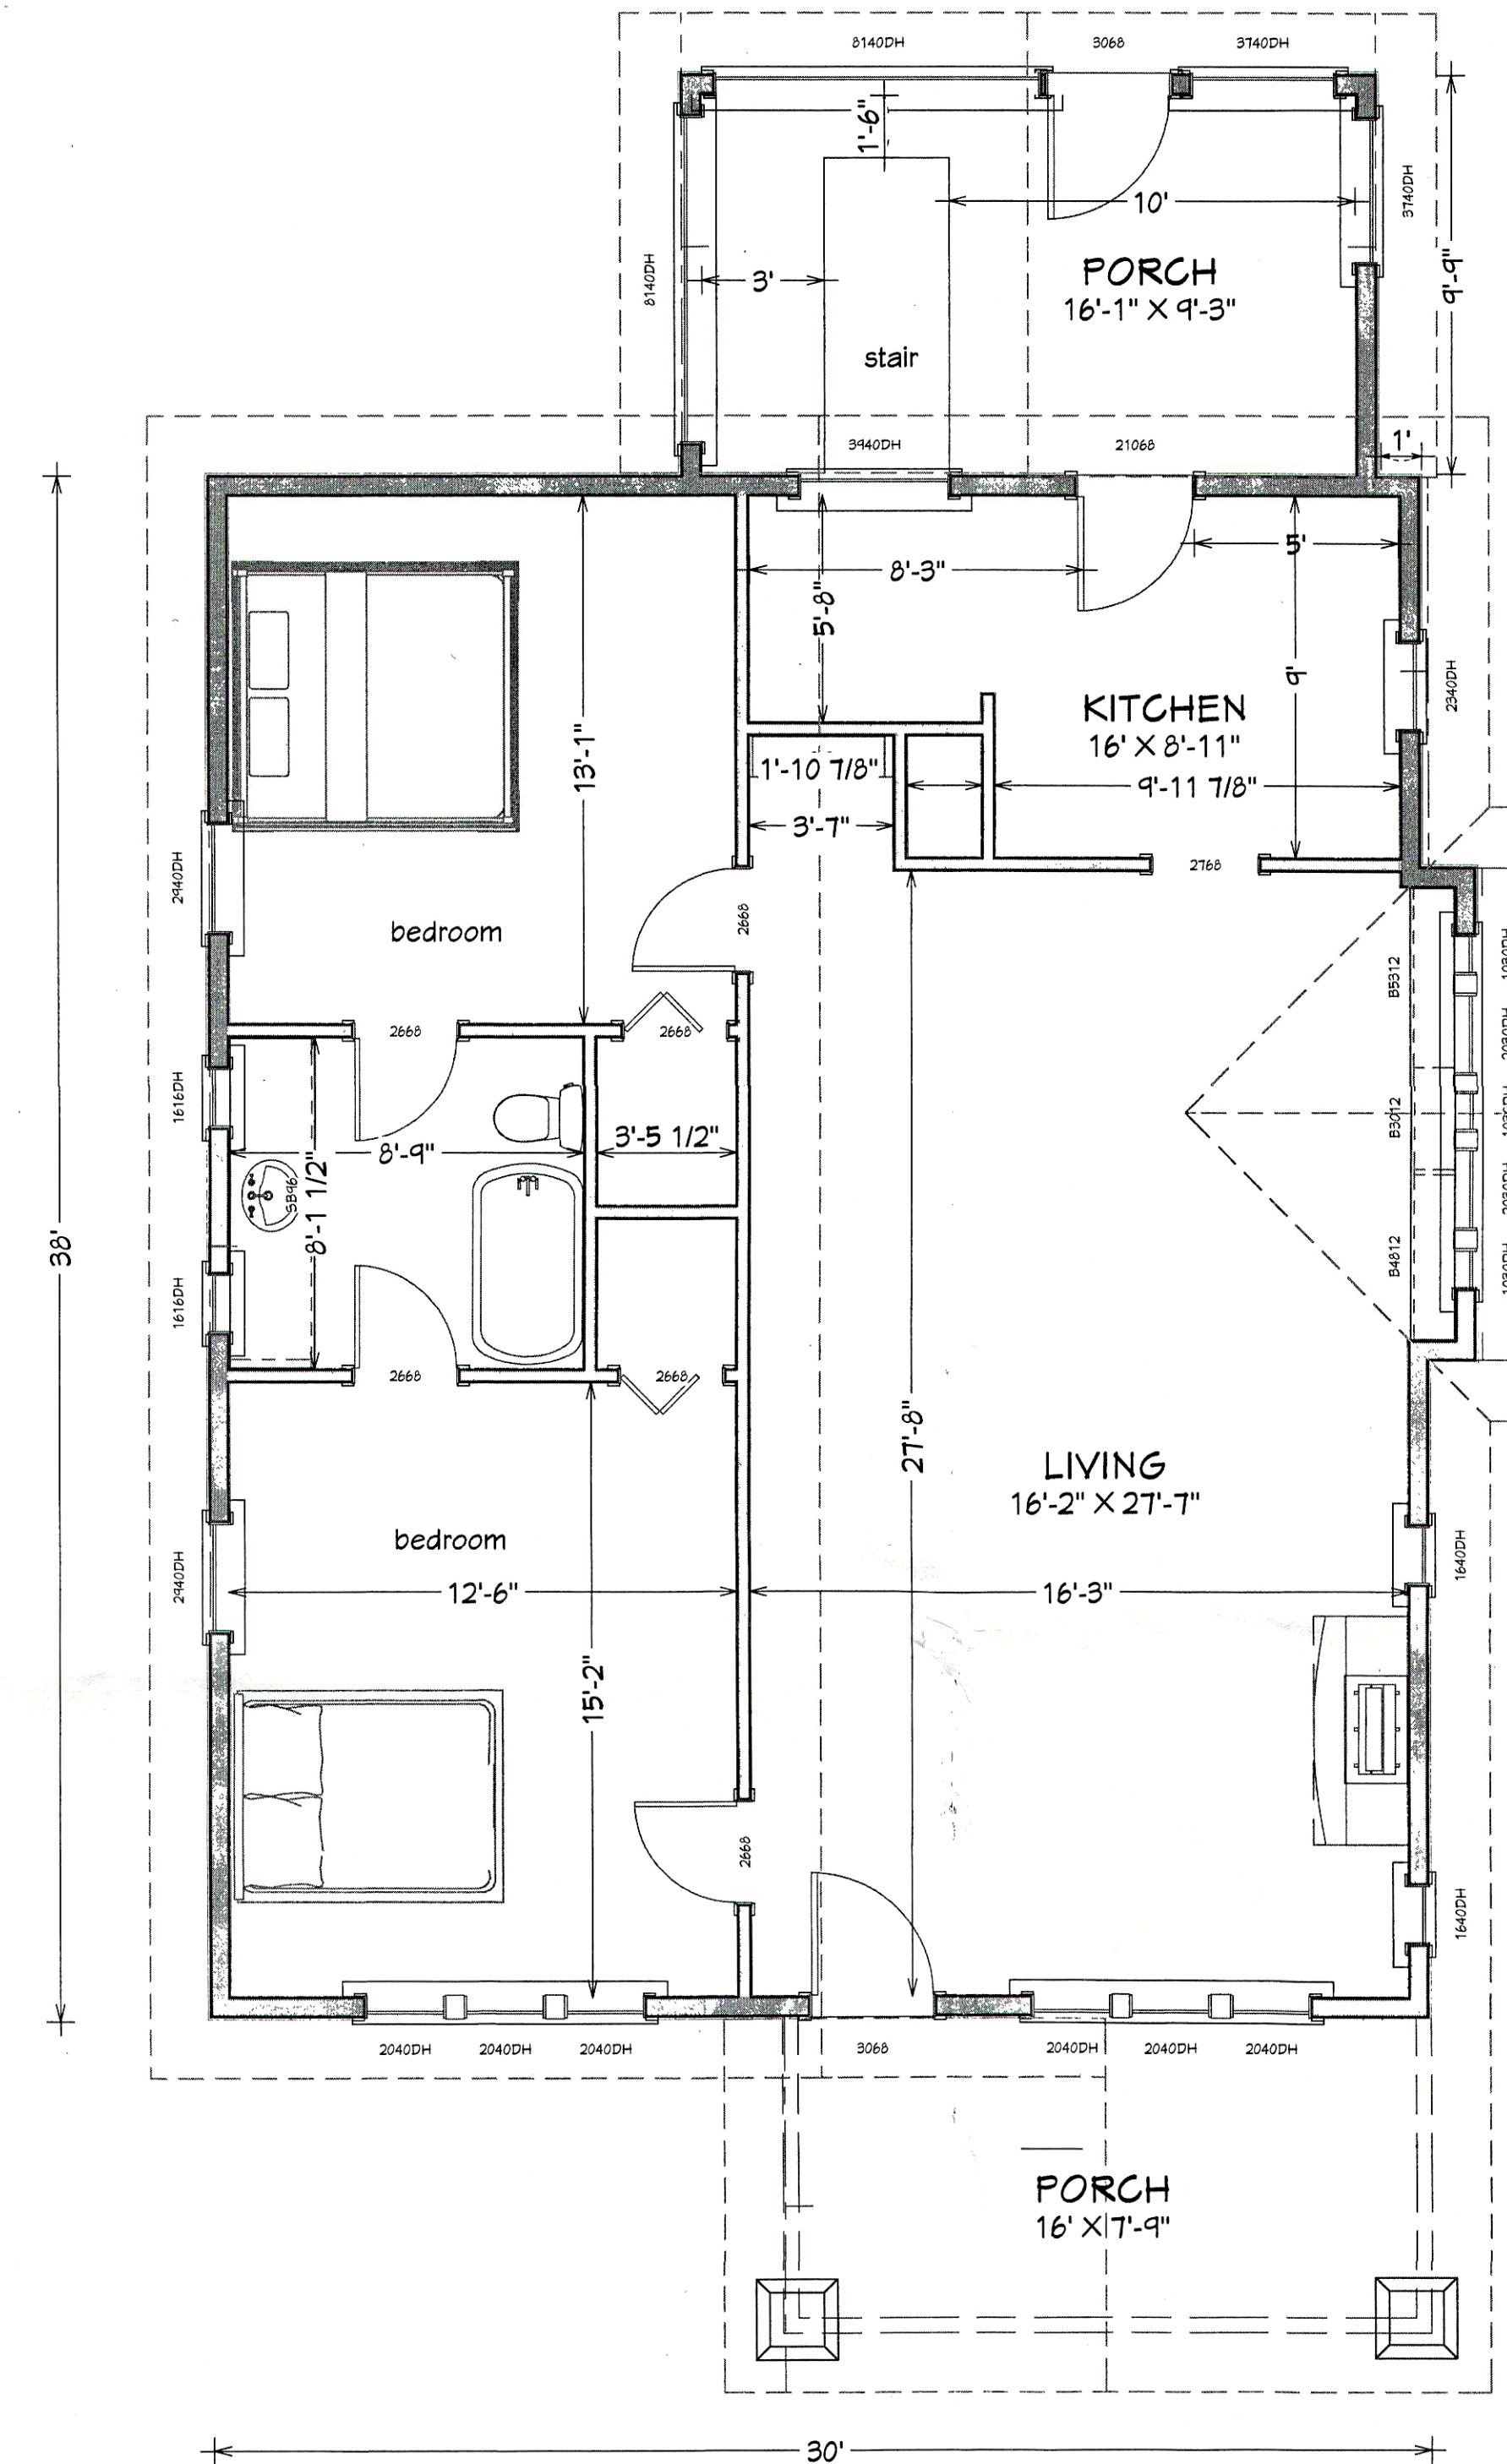 8140DH
3068
3740DH
1'-6"
3740DH
10'
8140DH
3'
PORCH
16'-1" X 9'-3"
9'-9"
stair
3940DH
21068
1'
5'
8'-3"
5'-8"
9'
2340DH
KITCHEN
16' X 8'-11"
13'-1"
1'-10 7/8"
9'-11 7/8"
3'-7"
2768
2940DH
2668
bedroom
B5312
2668
2668
1616DH
B3012
3'-5 1/2"
8'-9"
SB96
8'-1 1/2"
38'
B4812
1616DH
2668
2668
27'-8"
LIVING
16'-2" X 27'-7"
bedroom
1640DH
2940DH
12'-6"
16'-3"
15'-2"
2668
1640DH
2040DH
2040DH
2040DH
3068
2040DH
2040DH
2040DH
PORCH
16' X 7'-9"
30'